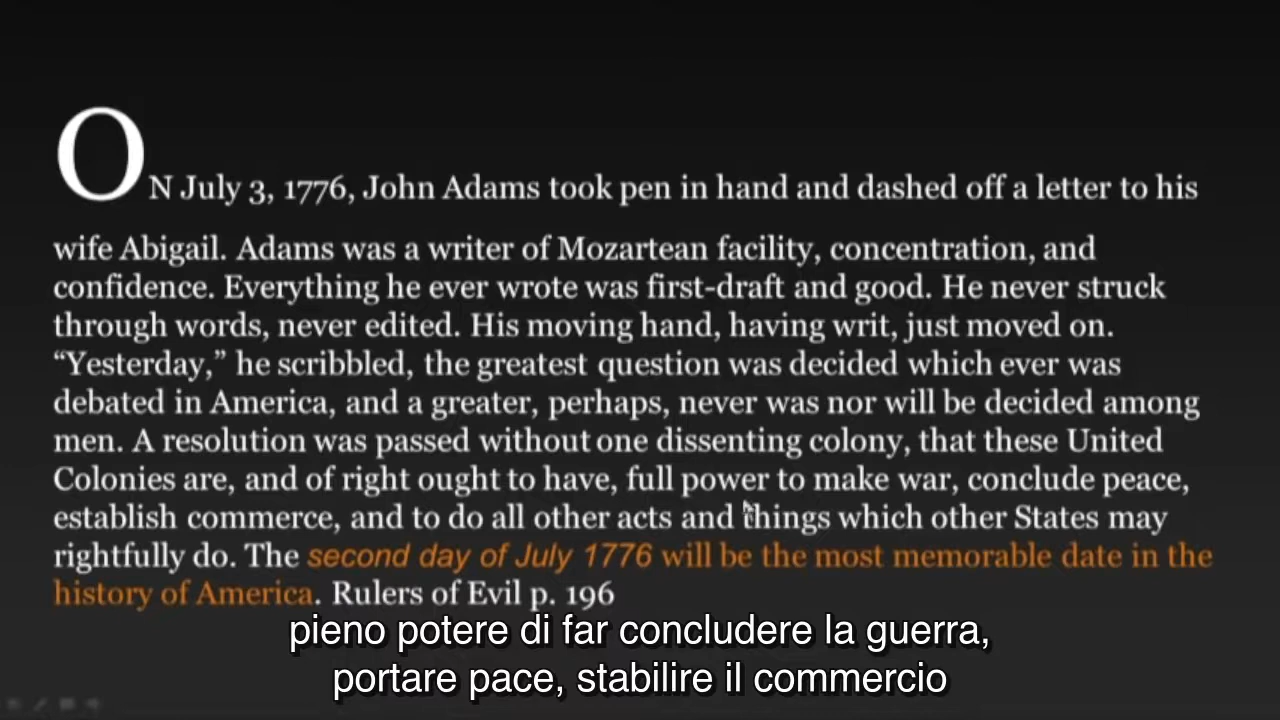 ON July 3, 1776, John Adams took pen in hand and dashed off a letter to his
wife Abigail. Adams was a writer of Mozartean facility, concentration, and
confidence. Everything he ever wrote was first-draft and good. He never struck
through words, never edited. His moving hand, having writ, just moved on.
“Yesterday,” he scribbled, the greatest question was decided which ever was
debated in America, and a greater, perhaps, never was nor will be decided among
men. A resolution was passed without one dissenting colony, that these United
Colonies are, and of right ought to have, full power to make war, conclude peace,
establish commerce, and to do all other acts and things which other States may
rightfully do. The second day of July 1776 will be the most memorable date in the
history of America. Rulers of Evil p. 196
pieno potere di far concludere la guerra,
portare pace, stabilire il commercio